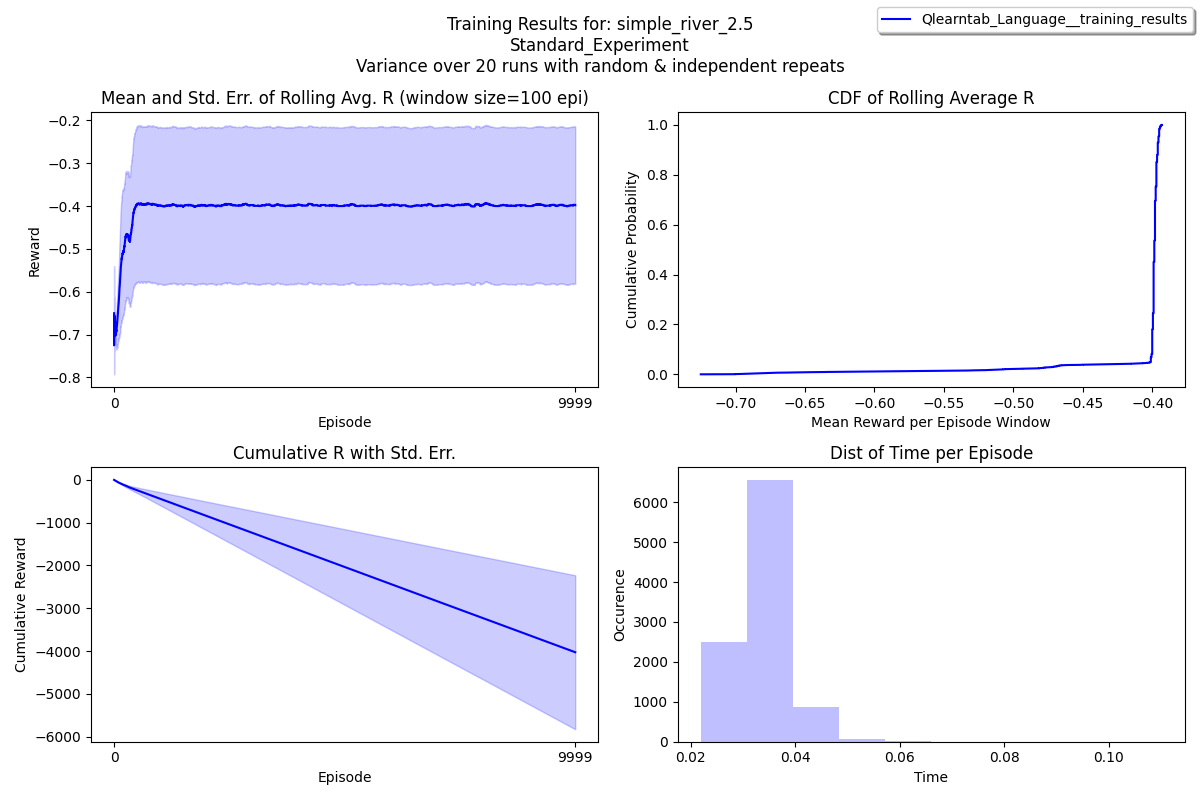 Training Results for: simple_river_2.5
Standard_Experiment
Variance over 20 runs with random & independent repeats
Qlearntab_Language__training_results
Mean and Std. Err. of Rolling Avg. R (window size=100 epi)
−0.2
−0.3
−0.4
−0.5
−0.6
−0.7
−0.8
Reward
0 9999
Episode
CDF of Rolling Average R
1.0
0.8
0.6
0.4
0.2
0.0
Cumulative Probability
−0.70 −0.65 −0.60 −0.55 −0.50 −0.45 −0.40
Mean Reward per Episode Window
Cumulative R with Std. Err.
0
−1000
−2000
−3000
−4000
−5000
−6000
Cumulative Reward
0 9999
Episode
Dist of Time per Episode
6000
5000
4000
3000
2000
1000
0
Occurence
0.02 0.04 0.06 0.08 0.10
Time